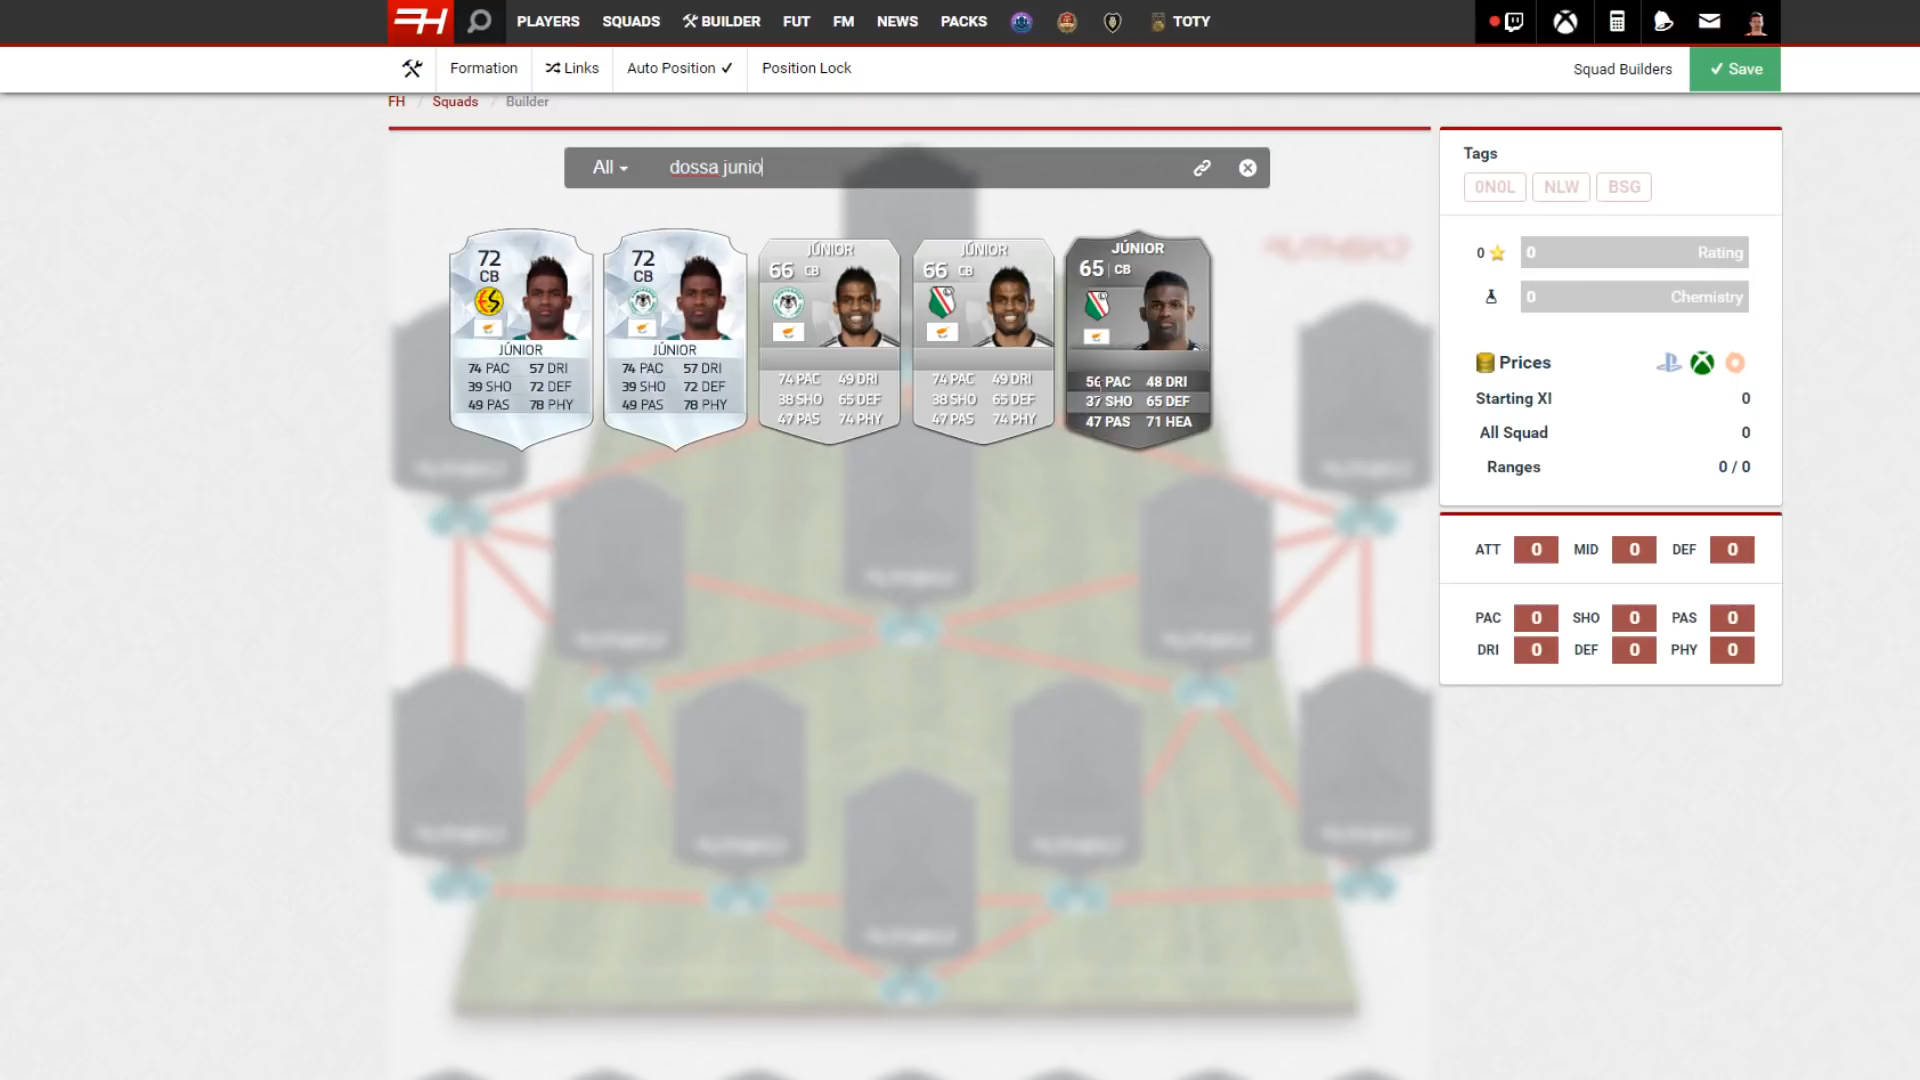 FH PLAYERS SQUADS BUILDER FUT FM NEWS PACKS TOTY
Formation Links Auto Position Position Lock Squad Builders Save
FH / Squads / Builder
All dossa junio
72
CB
JÚNIOR
74 PAC 57 DRI
39 SHO 72 DEF
49 PAS 78 PHY
72
CB
JÚNIOR
74 PAC 57 DRI
39 SHO 72 DEF
49 PAS 78 PHY
JÚNIOR
66 CB
74 PAC 49 DRI
38 SHO 65 DEF
47 PAS 74 PHY
JÚNIOR
66 CB
74 PAC 49 DRI
38 SHO 65 DEF
47 PAS 74 PHY
JÚNIOR
65 CB
56 PAC 48 DRI
37 SHO 65 DEF
47 PAS 71 HEA
Tags
0N0L NLW BSG
0 0 Rating
0 Chemistry
Prices
Starting XI 0
All Squad 0
Ranges 0 / 0
ATT 0 MID 0 DEF 0
PAC 0 SHO 0 PAS 0
DRI 0 DEF 0 PHY 0